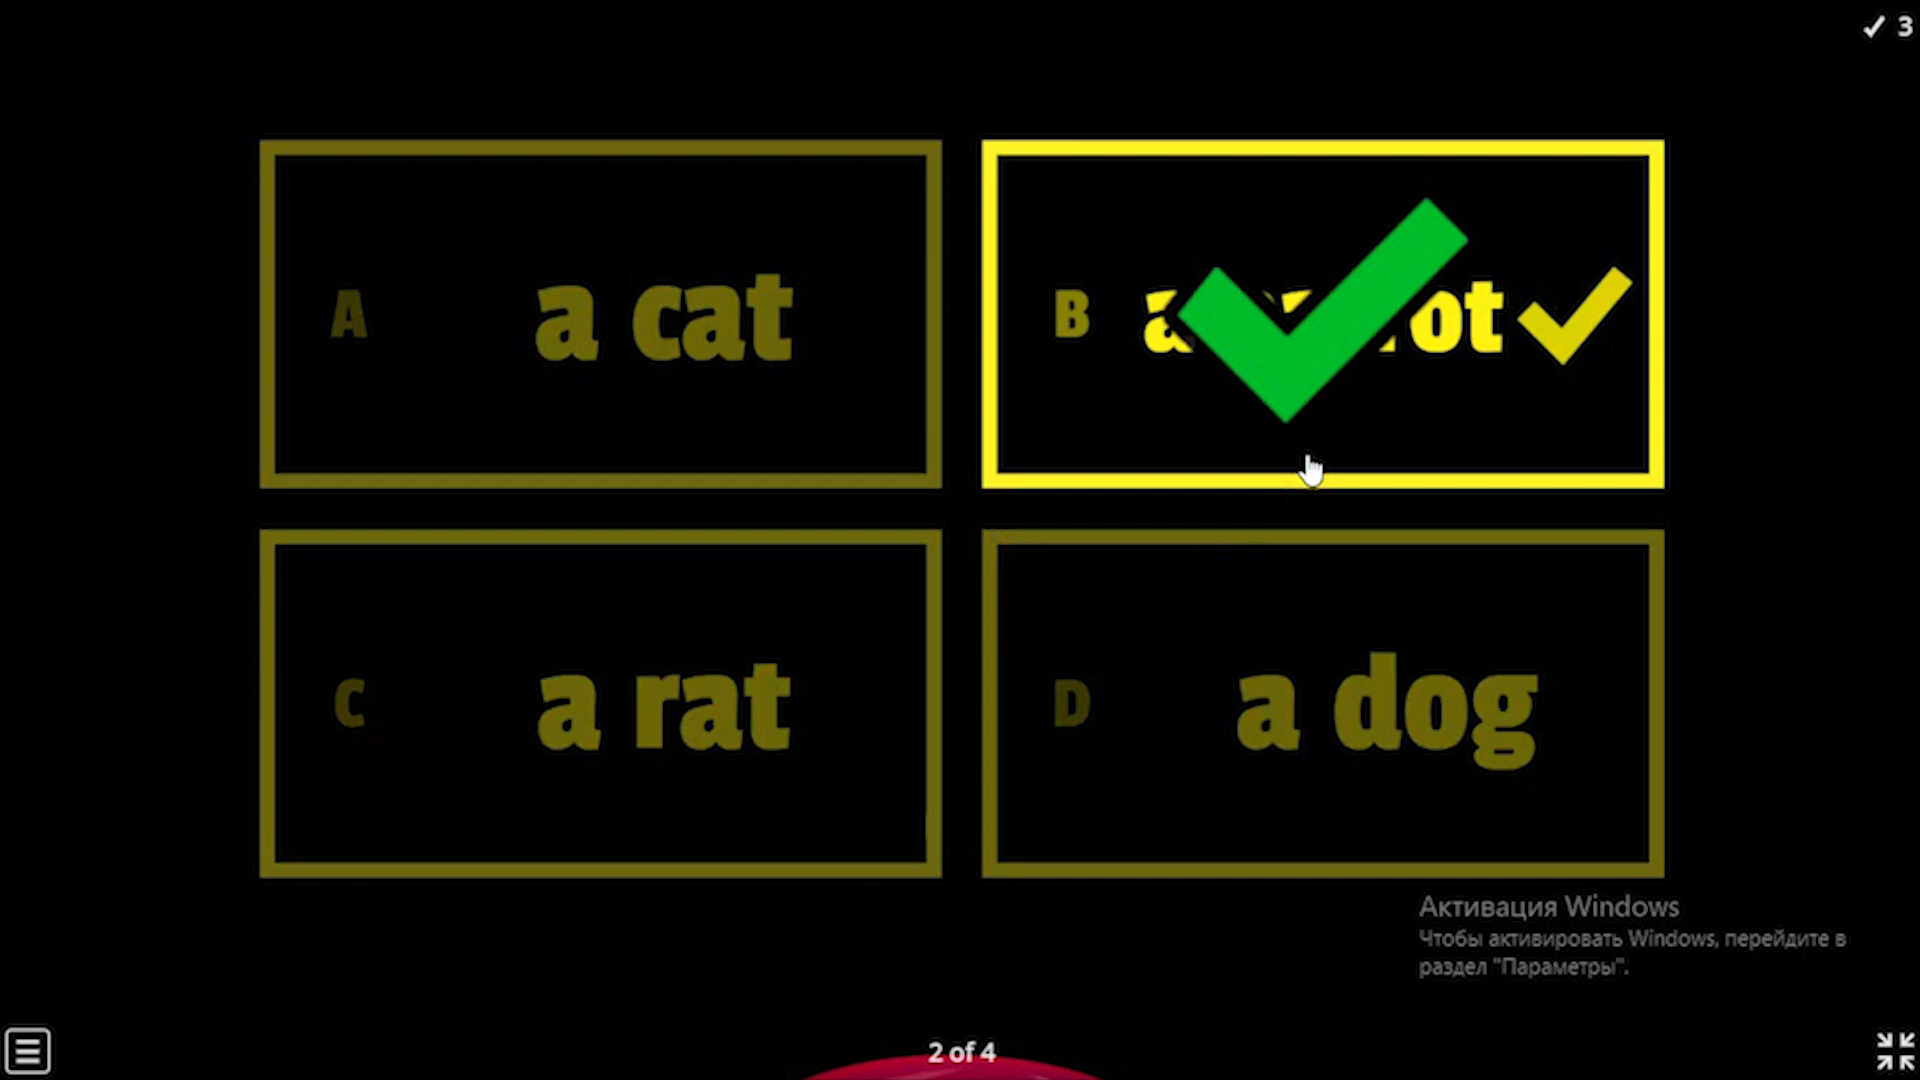 3
A a cat
B a
C a rat
D a dog
Активация Windows
Чтобы активировать Windows, перейдите в
раздел "Параметры".
2 of 4